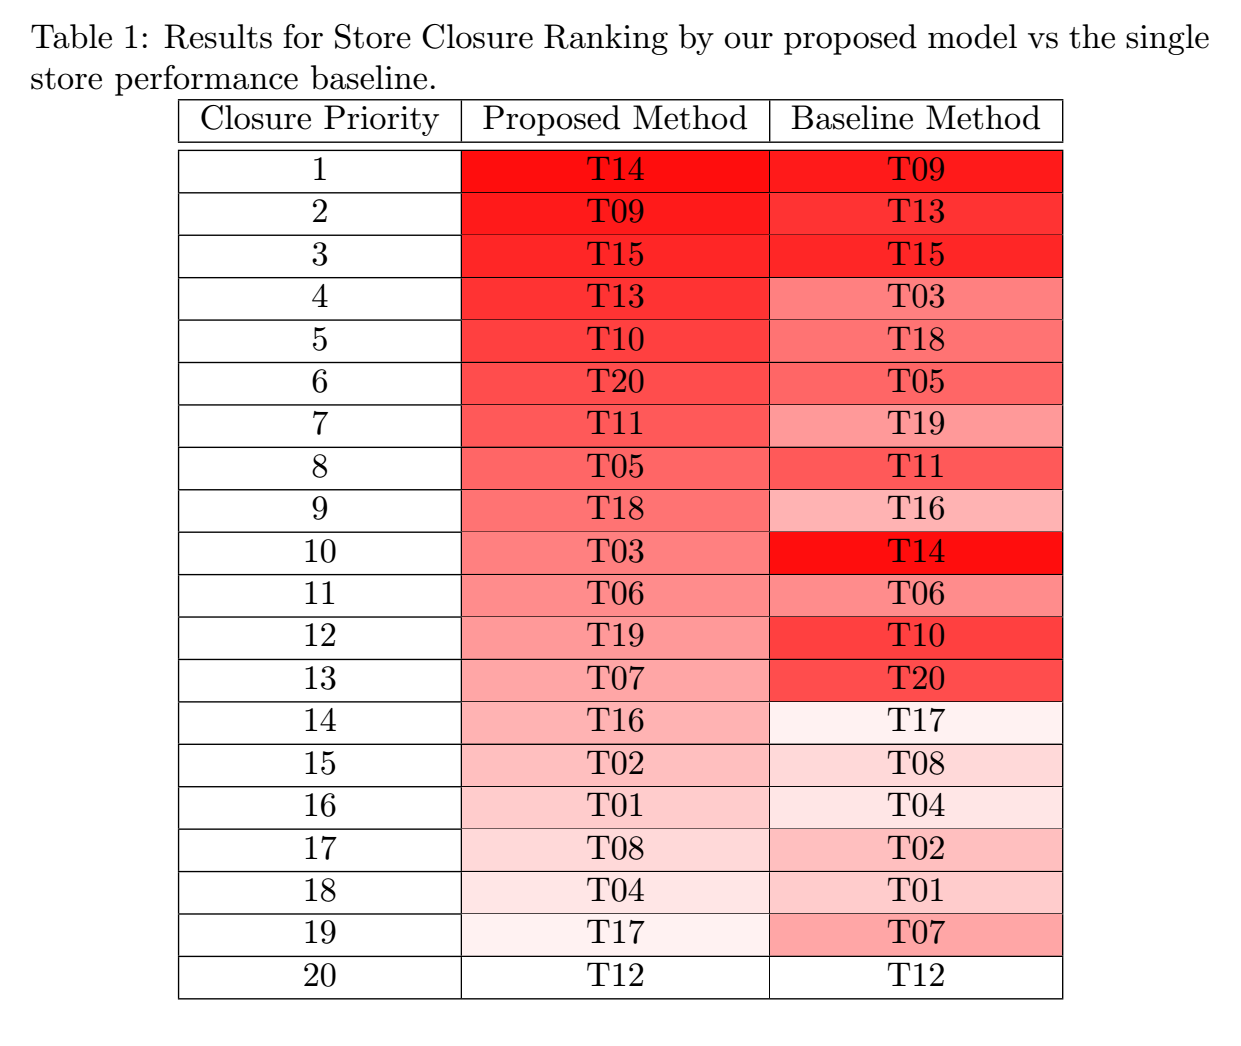 Table 1: Results for Store Closure Ranking by our proposed model vs the single
store performance baseline.
Closure Priority Proposed Method Baseline Method
1 T14 T09
2 T09 T13
3 T15 T15
4 T13 T03
5 T10 T18
6 T20 T05
7 T11 T19
8 T05 T11
9 T18 T16
10 T03 T14
11 T06 T06
12 T19 T10
13 T07 T20
14 T16 T17
15 T02 T08
16 T01 T04
17 T08 T02
18 T04 T01
19 T17 T07
20 T12 T12